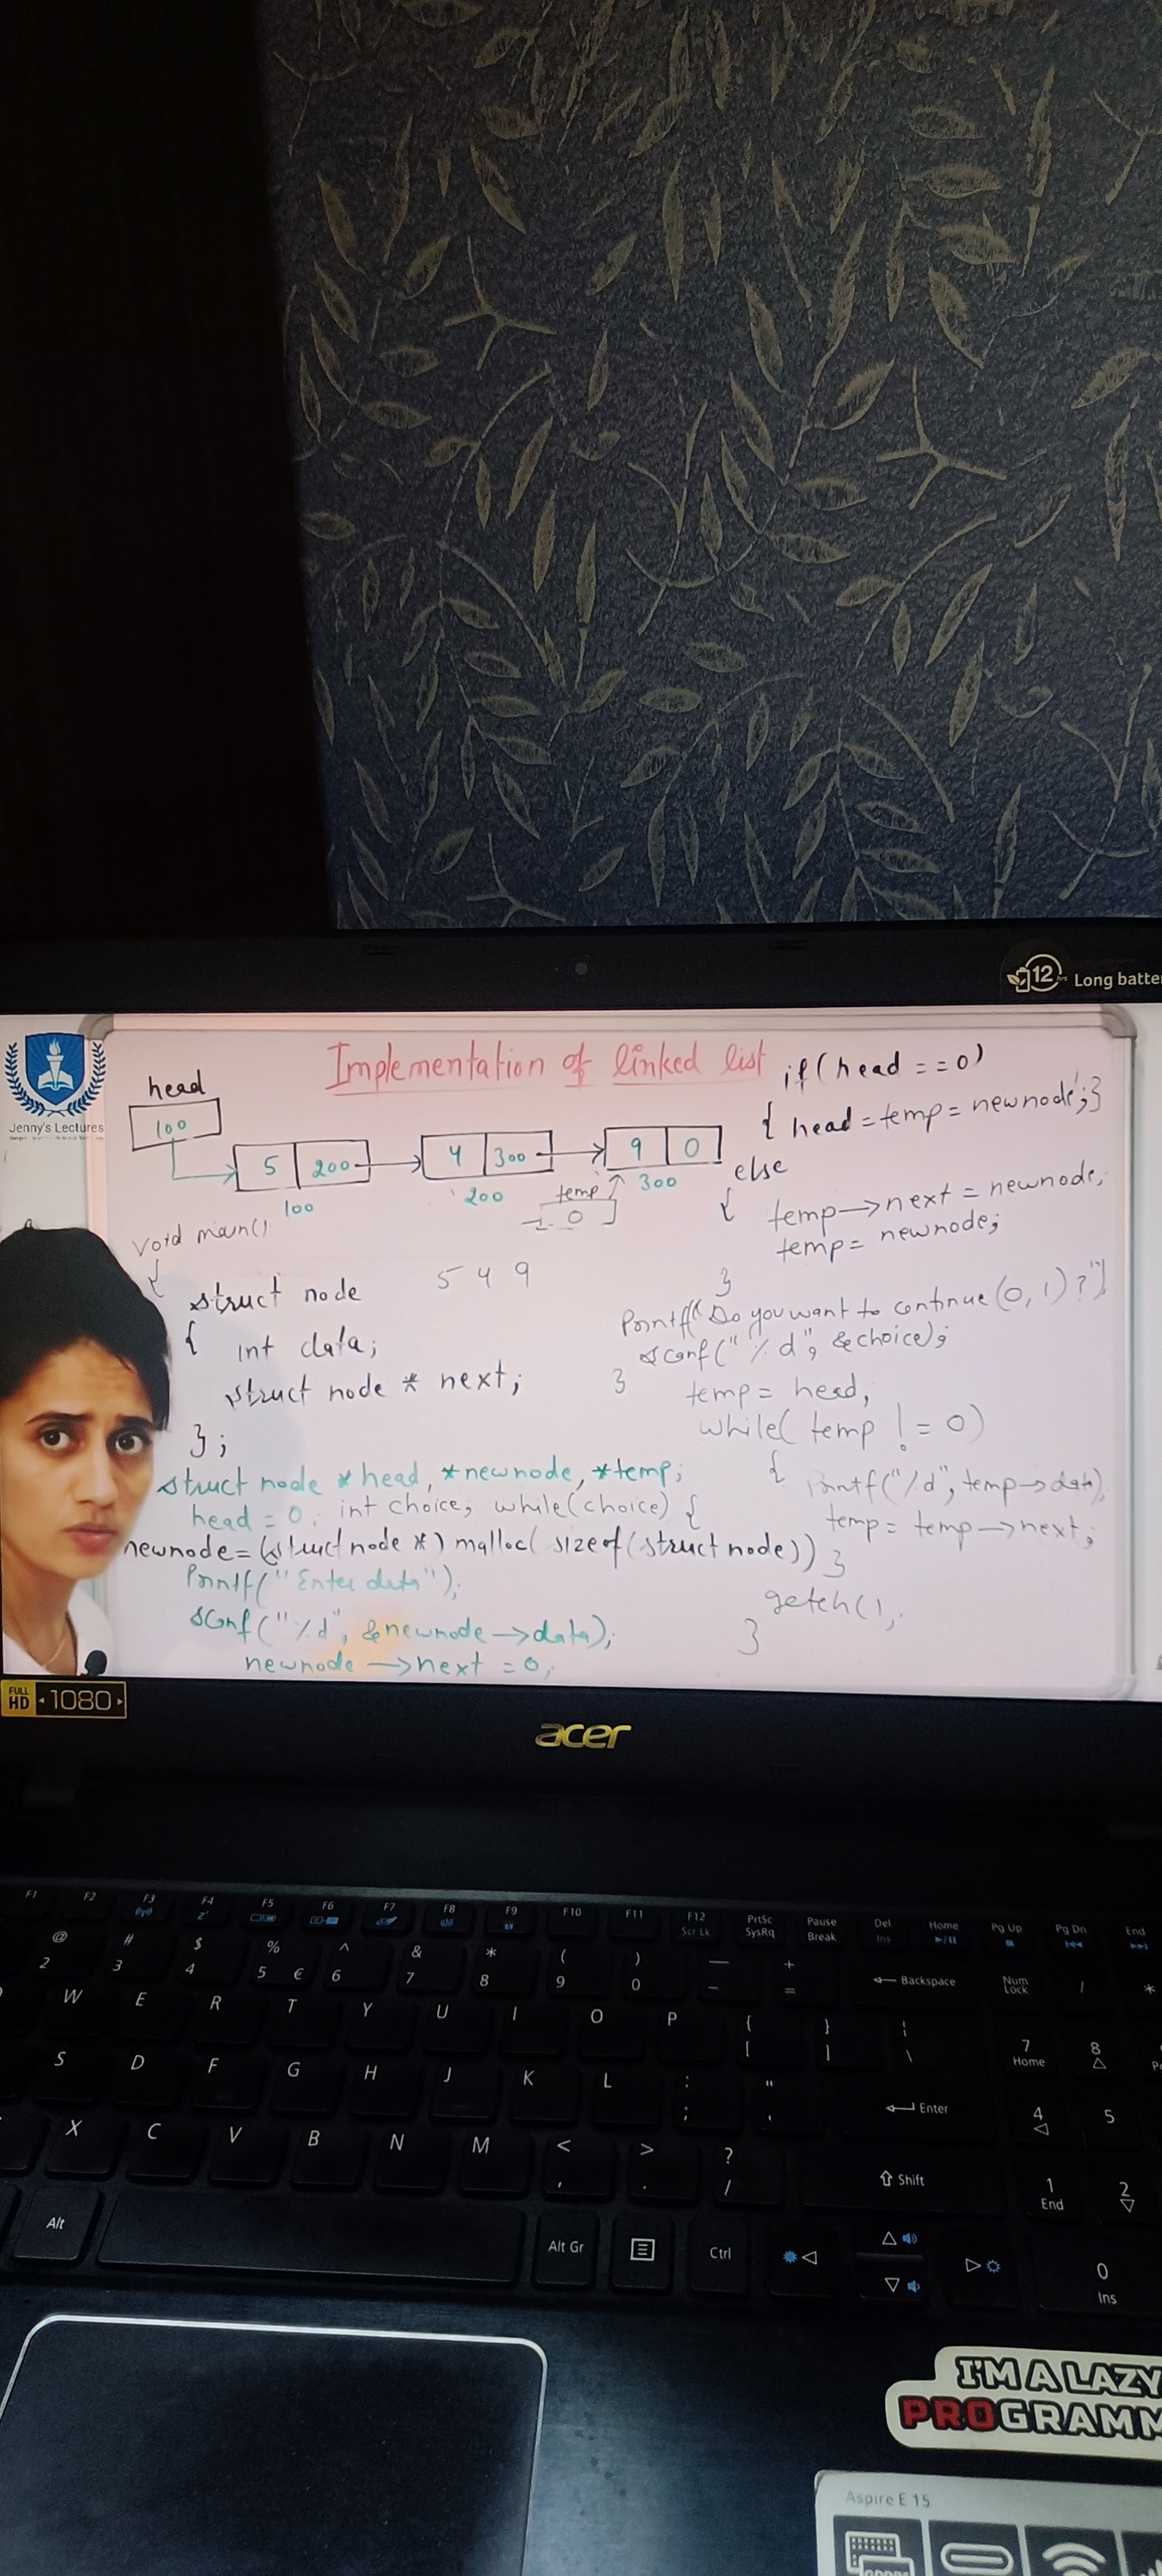 12 hrs Long batte
Jenny's Lectures
Implementation of linked list
head
100
5 200
100
4 300
200
9 0
300
temp
0
5 4 9
void main()
{
struct node
{ int data;
struct node * next;
};
struct node *head, *newnode, *temp;
head = 0; int choice, while(choice) {
newnode = (struct node *) malloc( sizeof(struct node))
Printf("Enter data");
scanf("%d", &newnode->data);
newnode ->next = 0;
if(head ==0)
{ head = temp = newnode; }
else
{ temp->next = newnode;
temp = newnode;
}
Printf("Do you want to continue (0, 1)?")
scanf("%d", &choice);
}
temp = head,
while( temp != 0)
{ Printf("%d", temp->data),
temp = temp->next;
}
getch();
}
FULL HD 1080
acer
F1 F2 F3 F4 F5 F6 F7 F8 F9 F10 F11 F12 PrtSc Pause Del Home Pg Up Pg Dn End
Scr Lk SysRq Break Ins
@ # $ % ^ & * ( ) _ +
2 3 4 5 € 6 7 8 9 0 - = Backspace Num Lock / *
W E R T Y U I O P { } |
[ ] \ 7 Home 8
S D F G H J K L : "
; ' Enter 4 5
X C V B N M < > ?
, . / Shift 1 End 2
Alt Alt Gr Ctrl 0 Ins
I'M A LAZY
PROGRAMM
Aspire E 15